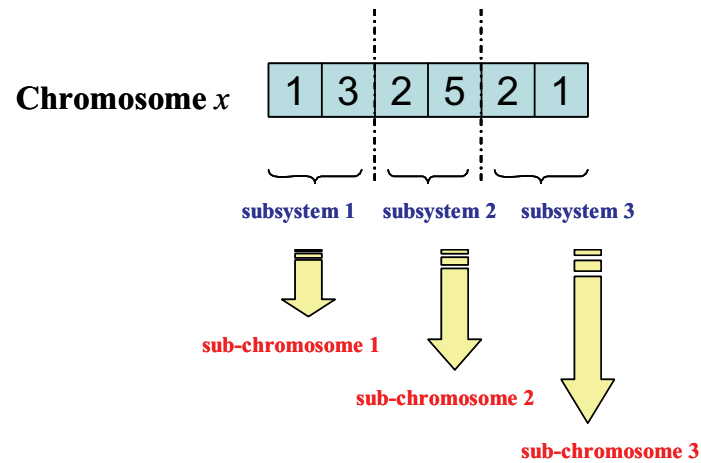 Chromosome x
1 3 2 5 2 1
subsystem 1 subsystem 2 subsystem 3
sub-chromosome 1
sub-chromosome 2
sub-chromosome 3